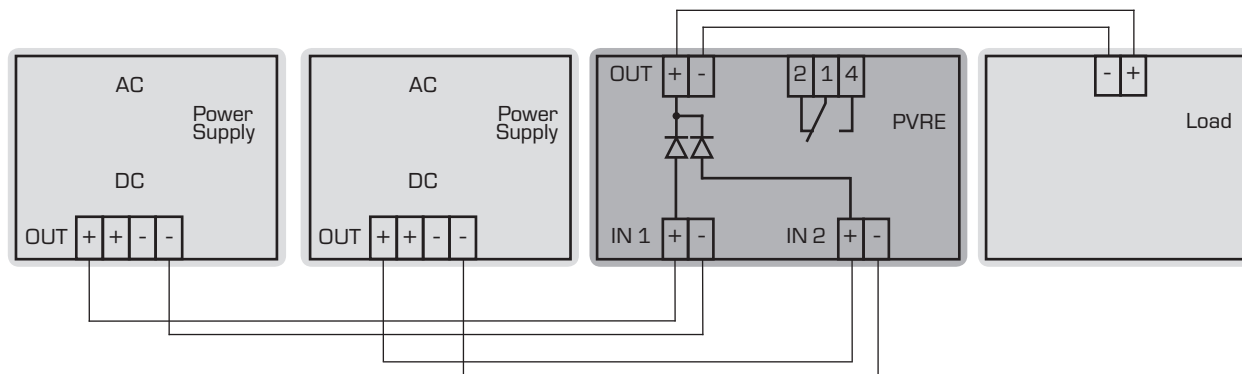 AC
Power
Supply
DC
OUT + + - -
AC
Power
Supply
DC
OUT + + - -
OUT + -
2 1 4
PVRE
IN 1 + -
IN 2 + -
- +
Load